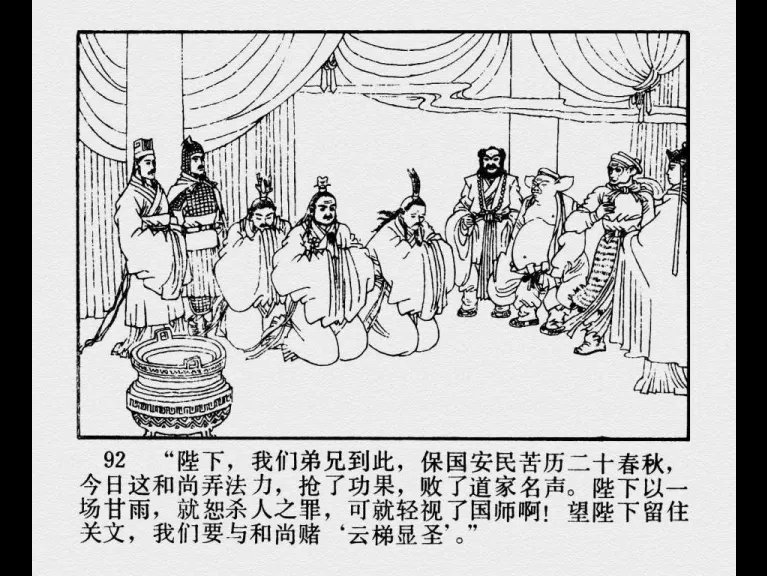 92 “陛下，我们弟兄到此，保国安民苦历二十春秋，
今日这和尚弄法力，抢了功果，败了道家名声。陛下以一
场甘雨，就恕杀人之罪，可就轻视了国师啊！望陛下留住
关文，我们要与和尚赌‘云梯显圣’。”